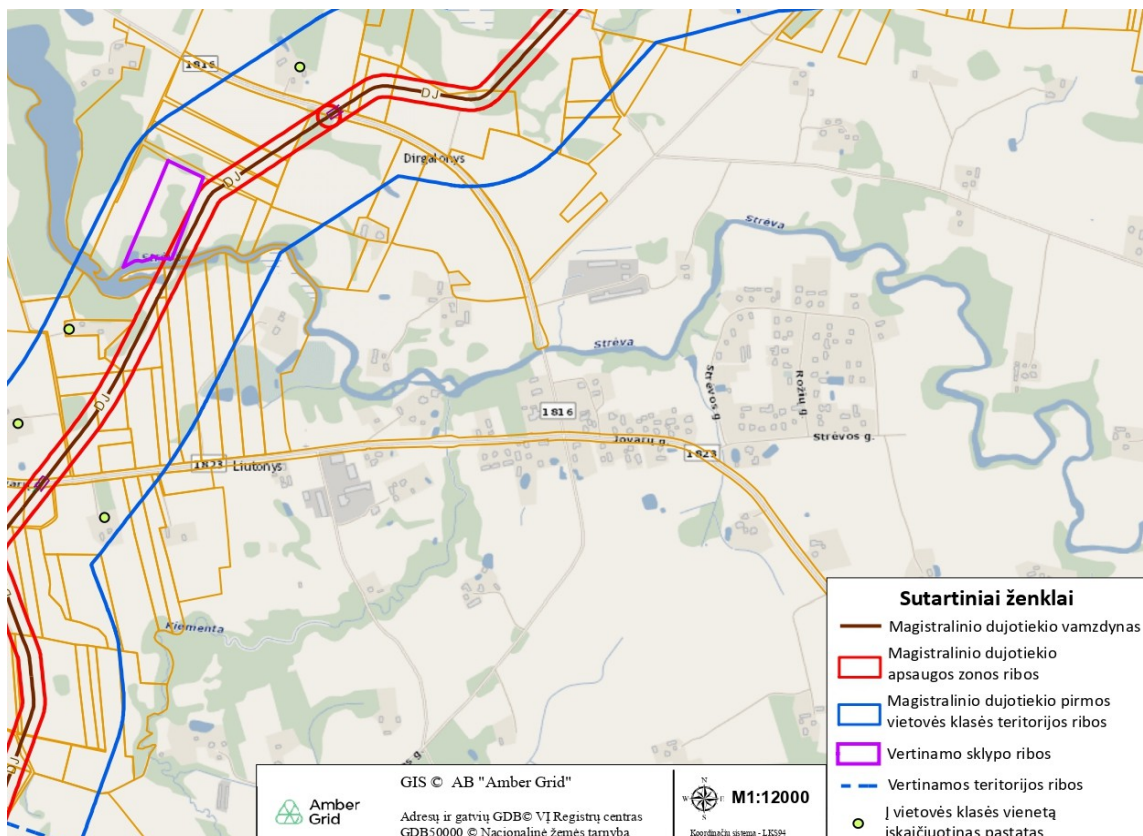 1816
DJ
DJ
Dirgalonys
Strėva
Strėva
Strėvos g.
Rožių g.
DJ
1816
Jovarų g.
Strėvos g.
1823
1823
Liutonys
Piementa
s g.
DJ
Sutartiniai ženklai
Magistralinio dujotiekio vamzdynas
Magistralinio dujotiekio
apsaugos zonos ribos
Magistralinio dujotiekio pirmos
vietovės klasės teritorijos ribos
Vertinamo sklypo ribos
Vertinamos teritorijos ribos
Į vietovės klasės vienetą
įskaičiuotinas pastatas
Amber
Grid
GIS © AB "Amber Grid"
Adresų ir gatvių GDB© VĮ Registrų centras
GDB50000 © Nacionalinė žemės tarnyba
N
W
E
S
M1:12000
Koordinačių sistema - LKS94